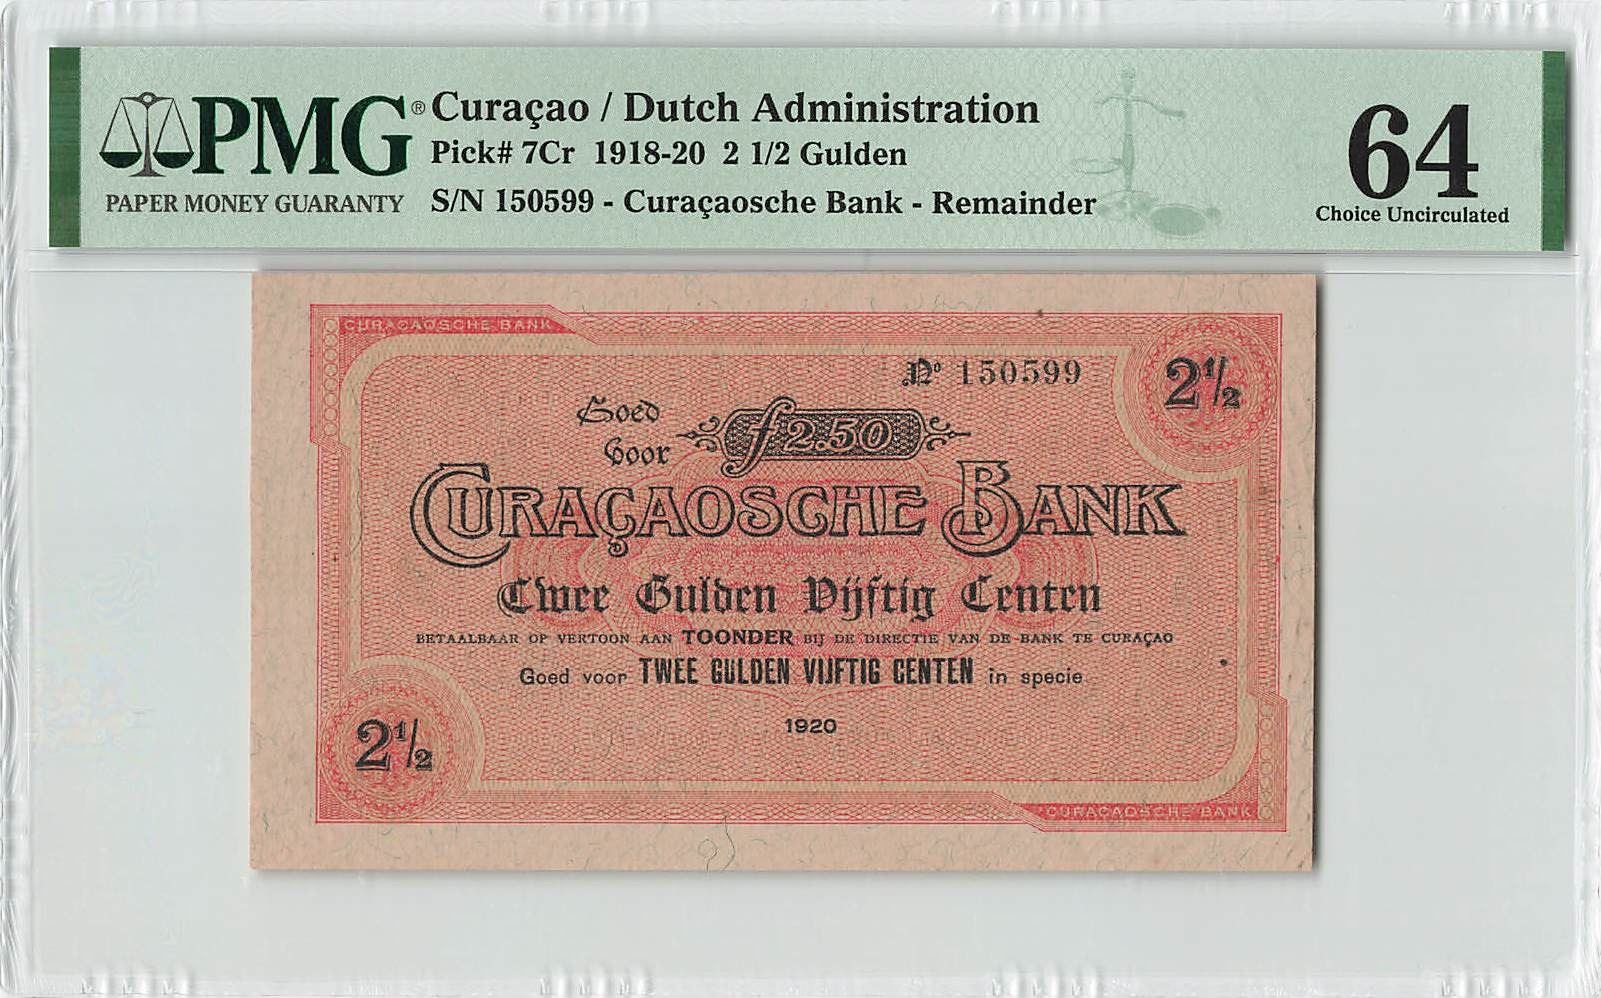 PMG®
PAPER MONEY GUARANTY
Curaçao / Dutch Administration
Pick# 7Cr 1918-20 2 1/2 Gulden
S/N 150599 - Curaçaosche Bank - Remainder
64
Choice Uncirculated
CURAÇAOSCHE BANK
Nº 150599
2½
Goed
voor
ƒ2.50
CURAÇAOSCHE BANK
Twee Gulden Vijftig Centen
BETAALBAAR OP VERTOON AAN TOONDER BIJ DE DIRECTIE VAN DE BANK TE CURAÇAO
Goed voor TWEE GULDEN VIJFTIG CENTEN in specie
1920
2½
CURAÇAOSCHE BANK